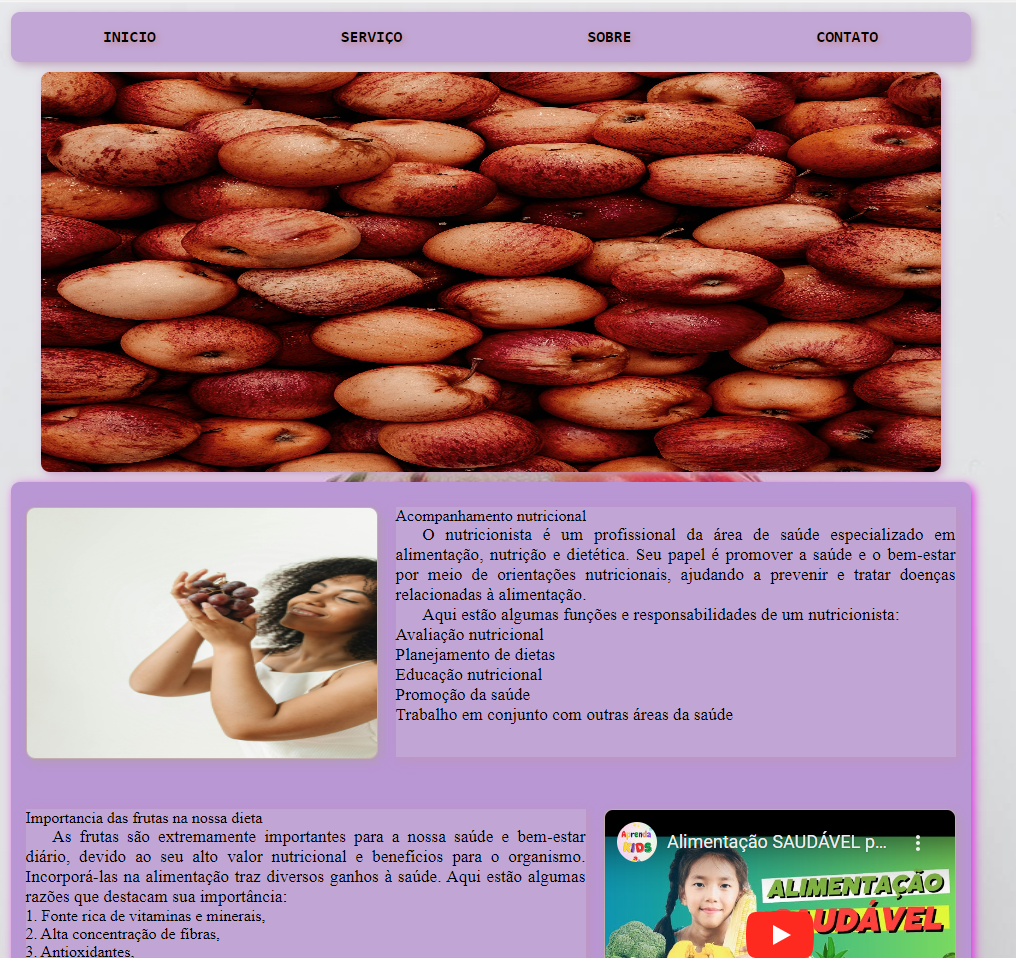 INICIO
SERVIÇO
SOBRE
CONTATO
Acompanhamento nutricional
O nutricionista é um profissional da área de saúde especializado em
alimentação, nutrição e dietética. Seu papel é promover a saúde e o bem-estar
por meio de orientações nutricionais, ajudando a prevenir e tratar doenças
relacionadas à alimentação.
Aqui estão algumas funções e responsabilidades de um nutricionista:
Avaliação nutricional
Planejamento de dietas
Educação nutricional
Promoção da saúde
Trabalho em conjunto com outras áreas da saúde
Importancia das frutas na nossa dieta
As frutas são extremamente importantes para a nossa saúde e bem-estar
diário, devido ao seu alto valor nutricional e benefícios para o organismo.
Incorporá-las na alimentação traz diversos ganhos à saúde. Aqui estão algumas
razões que destacam sua importância:
1. Fonte rica de vitaminas e minerais,
2. Alta concentração de fibras,
3. Antioxidantes,
Aprenda
KIDS
Alimentação SAUDÁVEL p...
ALIMENTAÇÃO
SAUDÁVEL